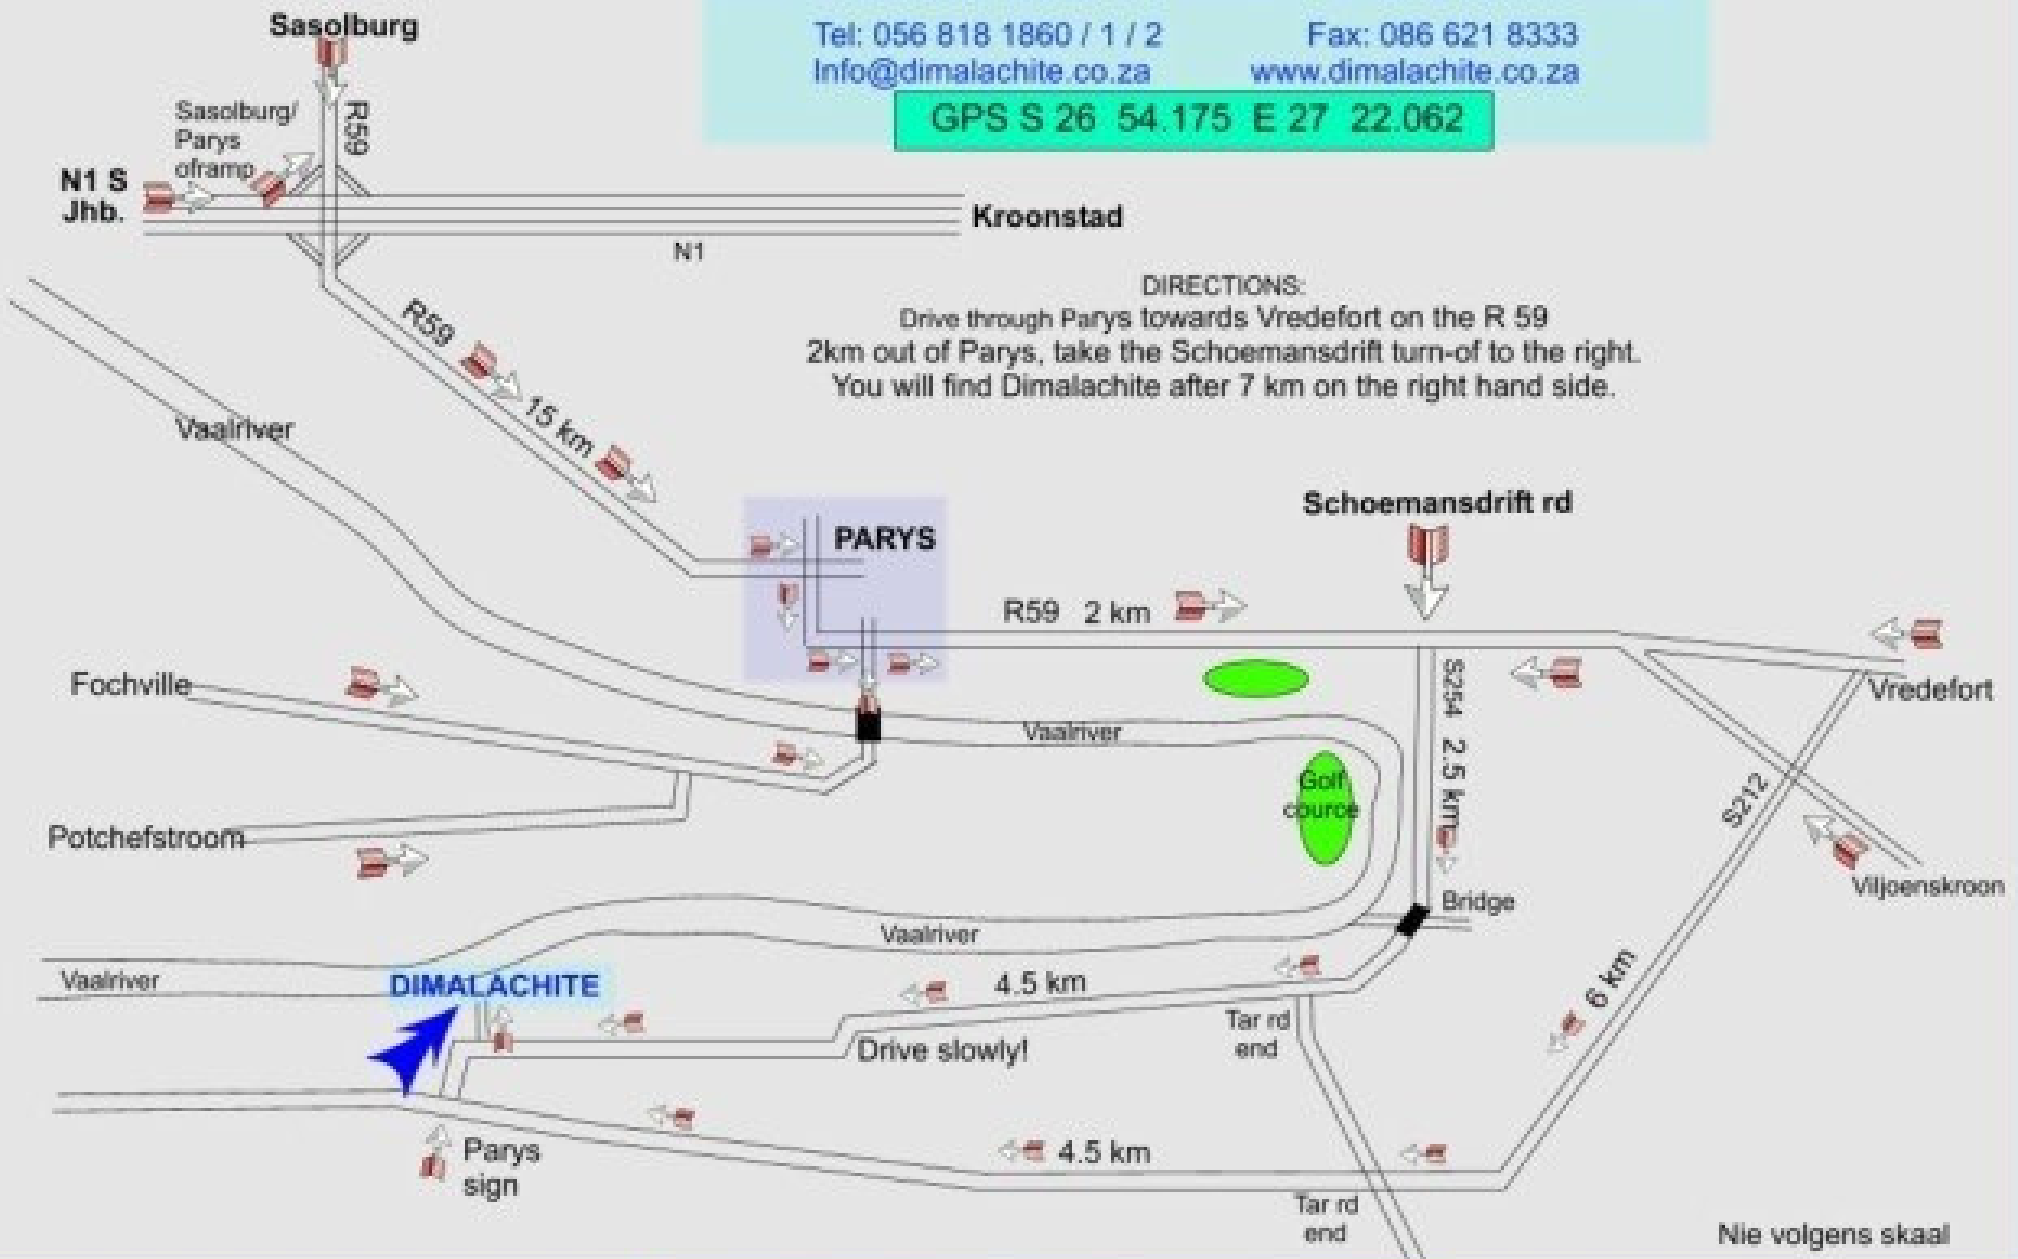 Sasolburg
Tel: 056 818 1860 / 1 / 2
Fax: 086 621 8333
Info@dimalachite.co.za
www.dimalachite.co.za
GPS S 26 54.175 E 27 22.062
R59
Sasolburg/
Parys
oframp
N1 S
Jhb.
Kroonstad
N1
DIRECTIONS:
Drive through Parys towards Vredefort on the R 59
2km out of Parys, take the Schoemansdrift turn-of to the right.
You will find Dimalachite after 7 km on the right hand side.
R59
15 km
Vaalriver
Schoemansdrift rd
PARYS
R59 2 km
Fochville
S254 2.5 km
Vredefort
Vaalriver
Golf
cource
S212
Potchefstroom
Viljoenskroon
Bridge
Vaalriver
Vaalriver
DIMALACHITE
4.5 km
6 km
Tar rd
end
Drive slowly!
Parys
sign
4.5 km
Tar rd
end
Nie volgens skaal